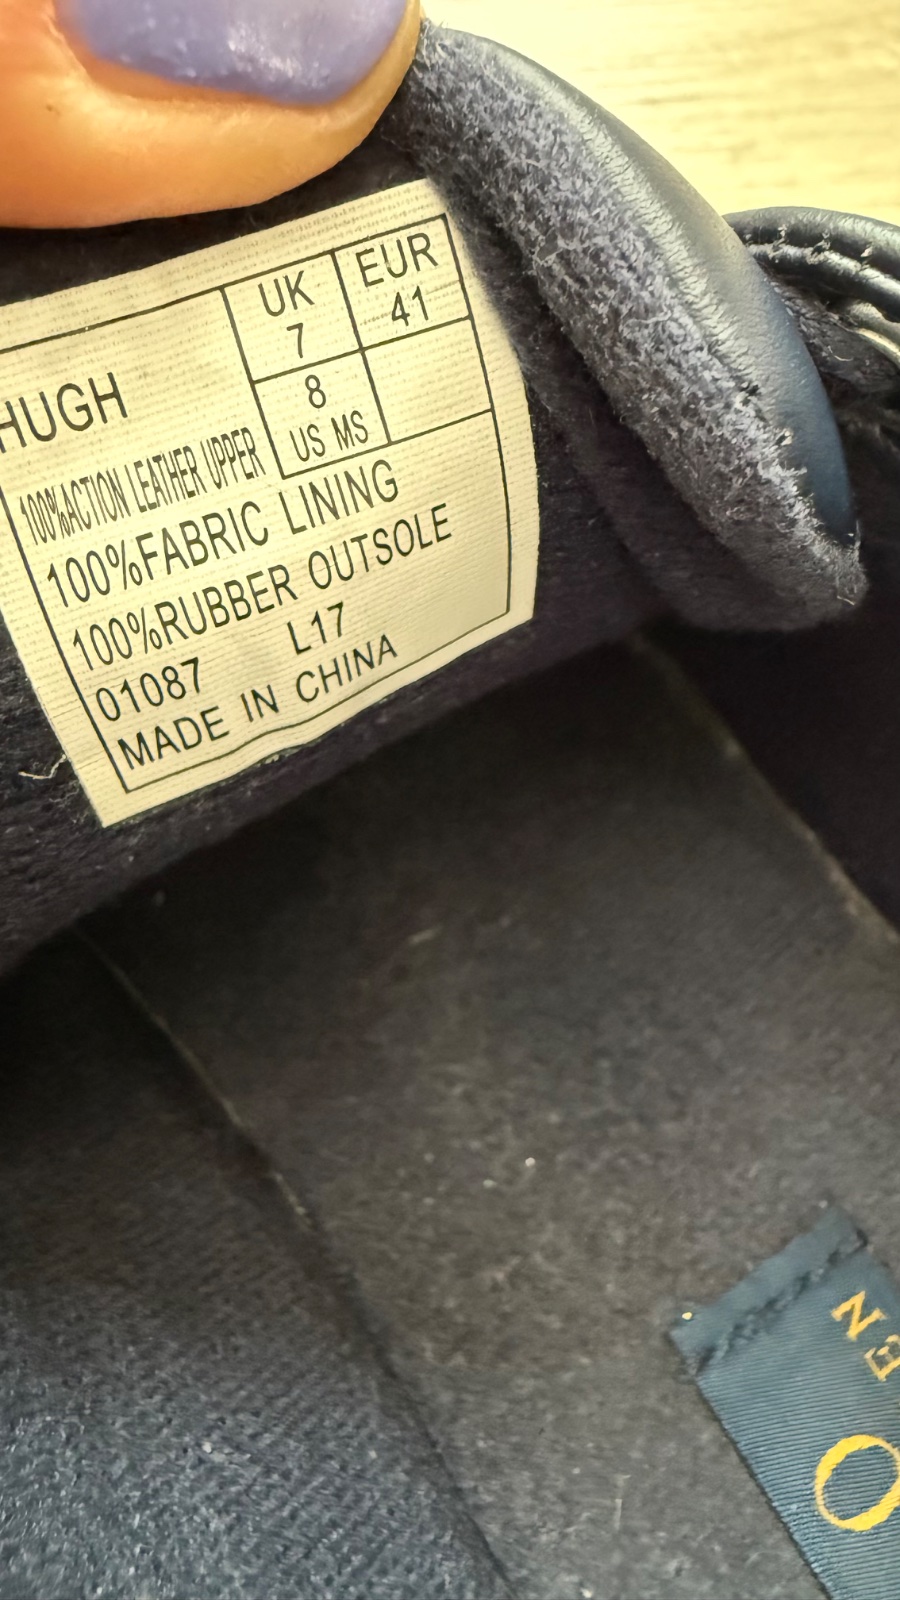 UK EUR
7 41
HUGH
8
US MS
100%ACTION LEATHER UPPER
100%FABRIC LINING
100%RUBBER OUTSOLE
01087 L17
MADE IN CHINA
NE
O